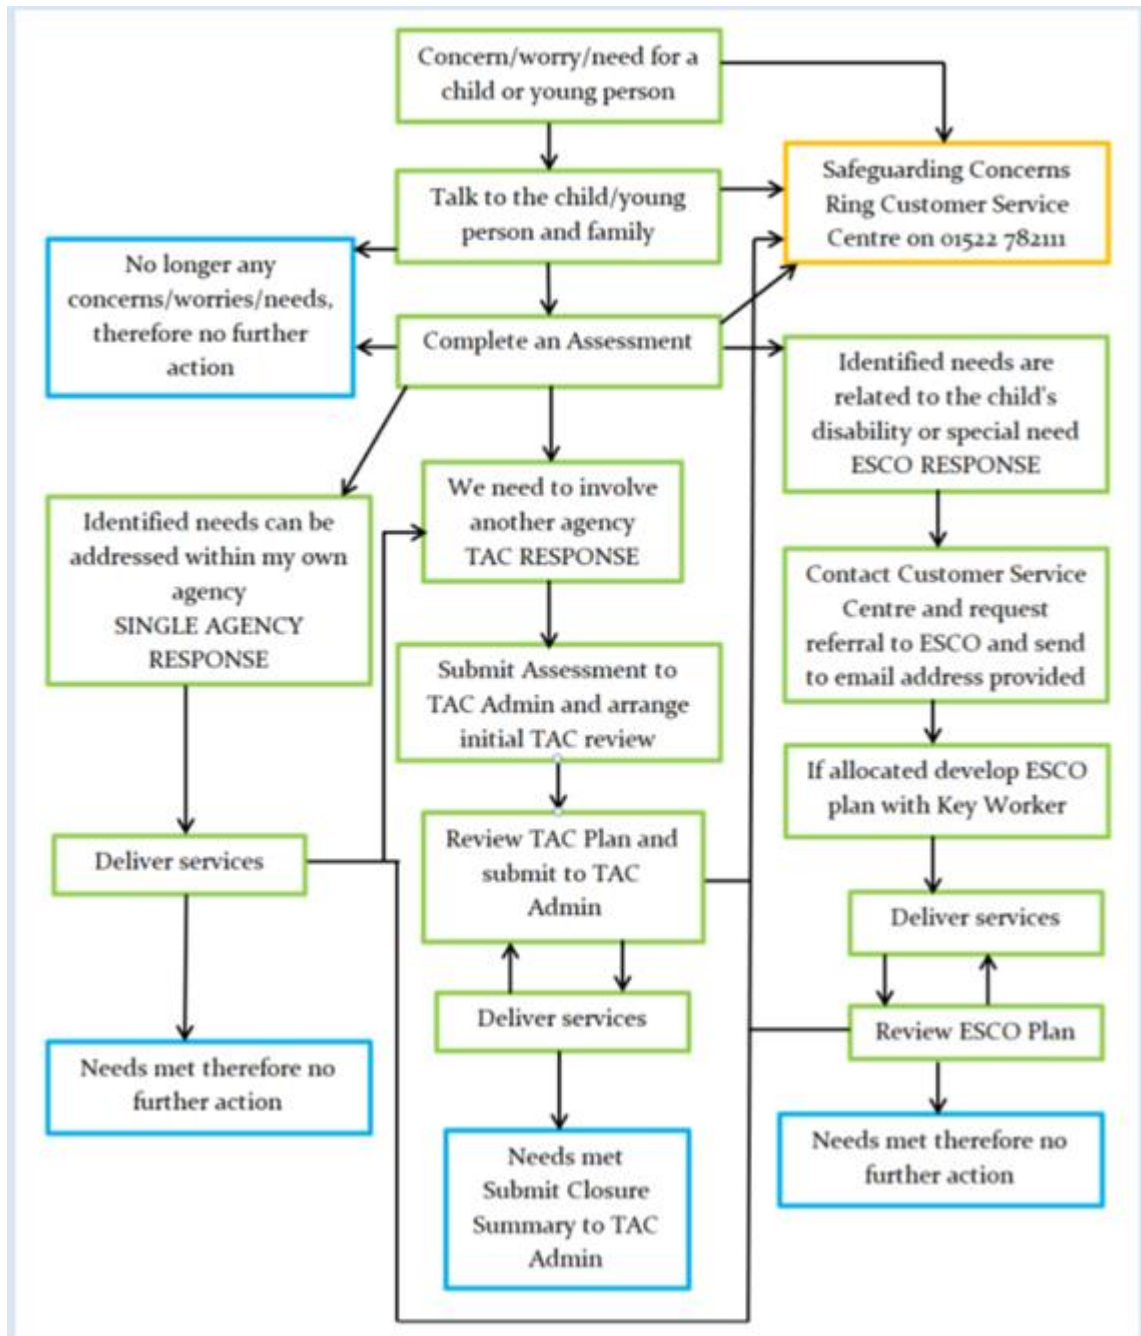 Concern/worry/need for a
child or young person
Safeguarding Concerns
Ring Customer Service
Centre on 01522 782111
Talk to the child/young
person and family
No longer any
concerns/worries/needs,
therefore no further
action
Complete an Assessment
Identified needs are
related to the child's
disability or special need
ESCO RESPONSE
We need to involve
another agency
TAC RESPONSE
Identified needs can be
addressed within my own
agency
SINGLE AGENCY
RESPONSE
Contact Customer Service
Centre and request
referral to ESCO and send
to email address provided
Submit Assessment to
TAC Admin and arrange
initial TAC review
If allocated develop ESCO
plan with Key Worker
Review TAC Plan and
submit to TAC
Admin
Deliver services
Deliver services
Deliver services
Review ESCO Plan
Needs met therefore no
further action
Needs met therefore no
further action
Needs met
Submit Closure
Summary to TAC
Admin